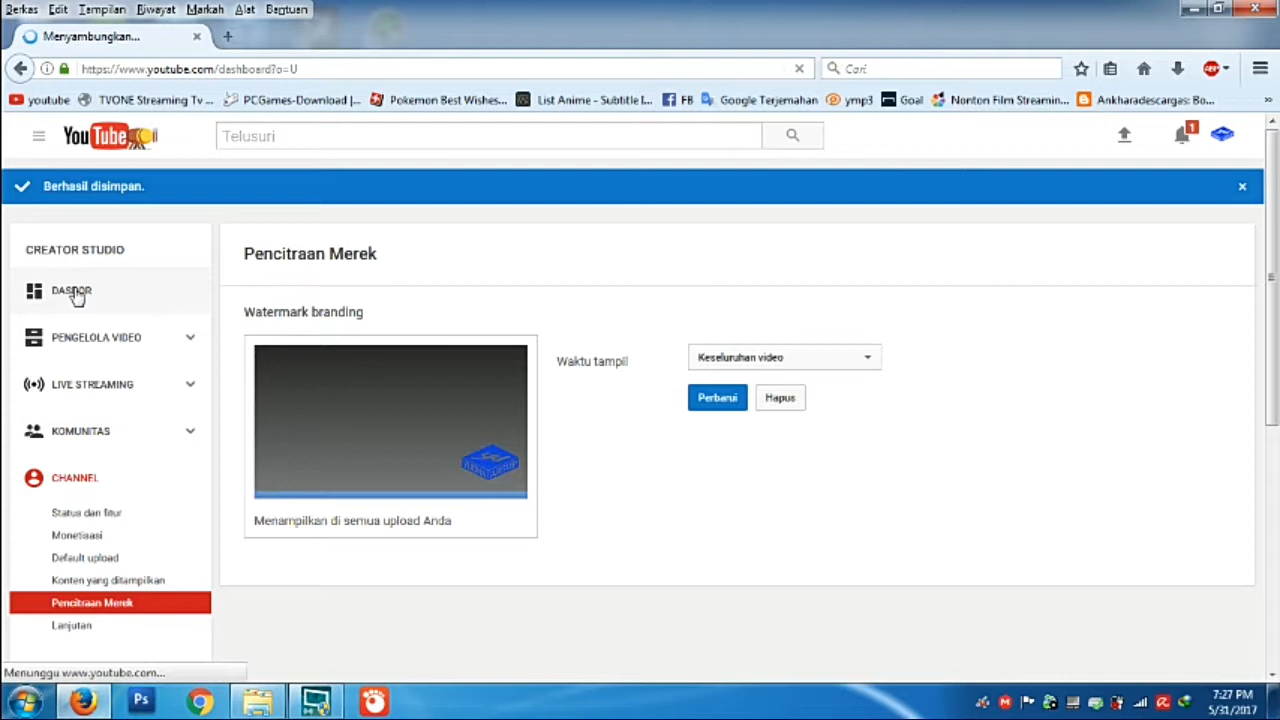 Berkas Edit Tampilan Riwayat Markah Alat Bantuan
Menyambungkan...
https://www.youtube.com/dashboard?o=U
Cari
youtube TVONE Streaming Tv ... PCGames-Download |... Pokemon Best Wishes... List Anime - Subtitle I... FB Google Terjemahan ymp3 Goal Nonton Film Streamin... Ankharadescargas: Bo...
YouTube
Telusuri
1
Berhasil disimpan.
CREATOR STUDIO
DASBOR
PENGELOLA VIDEO
LIVE STREAMING
KOMUNITAS
CHANNEL
Status dan fitur
Monetisasi
Default upload
Konten yang ditampilkan
Pencitraan Merek
Lanjutan
Pencitraan Merek
Watermark branding
Waktu tampil
Keseluruhan video
Perbarui Hapus
Menampilkan di semua upload Anda
Menunggu www.youtube.com...
Ps
7:27 PM
5/31/2017